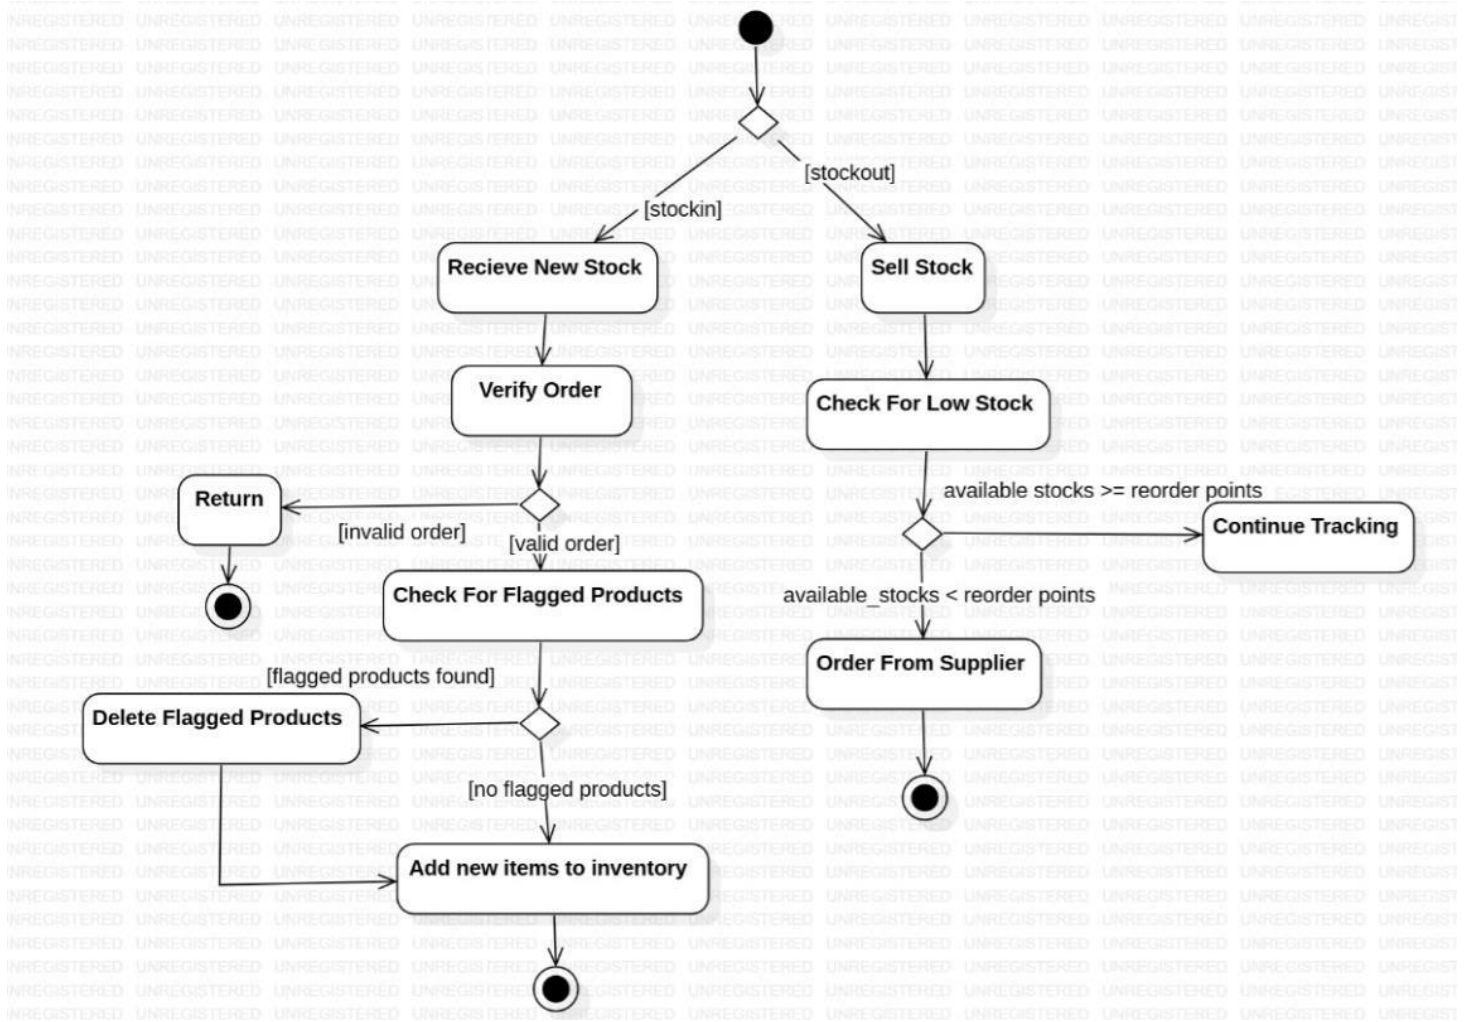 [stockout]
[stockin]
Recieve New Stock
Sell Stock
Verify Order
Check For Low Stock
Return
available stocks >= reorder points
Continue Tracking
[invalid order]
[valid order]
Check For Flagged Products
available_stocks < reorder points
Order From Supplier
[flagged products found]
Delete Flagged Products
[no flagged products]
Add new items to inventory
UNREGISTERED